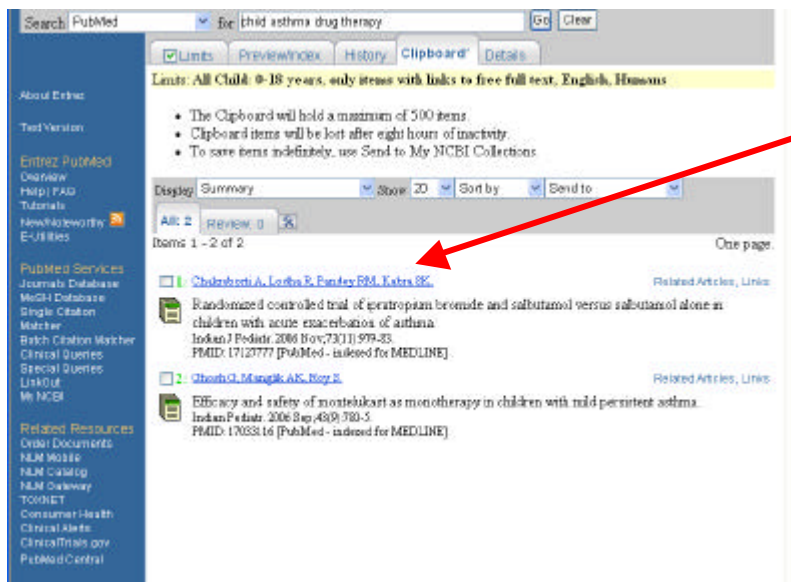 Search PubMed for child asthma drug therapy Go Clear
Limits Preview/Index History Clipboard Details
Limits: All Child: 0-18 years, only items with links to free full text, English, Humans
About Entrez
Text Version
Entrez PubMed
Overview
Help | FAQ
Tutorials
New/Noteworthy
E-Utilities
PubMed Services
Journals Database
MeSH Database
Single Citation
Matcher
Batch Citation Matcher
Clinical Queries
Special Queries
LinkOut
My NCBI
Related Resources
Order Documents
NLM Mobile
NLM Catalog
NLM Gateway
TOXNET
Consumer Health
Clinical Alerts
ClinicalTrials.gov
PubMed Central
The Clipboard will hold a maximum of 500 items.
Clipboard items will be lost after eight hours of inactivity.
To save items indefinitely, use Send to My NCBI Collections.
Display Summary Show 20 Sort by Send to
All: 2 Review: 0
Items 1 - 2 of 2 One page.
1: Chakraborti A, Lodha R, Pandey RM, Kabra SK. Related Articles, Links
Randomized controlled trial of ipratropium bromide and salbutamol versus salbutamol alone in
children with acute exacerbation of asthma.
Indian J Pediatr. 2006 Nov;73(11):979-83.
PMID: 17127777 [PubMed - indexed for MEDLINE]
2: Ghosh G, Manglik AK, Roy S. Related Articles, Links
Efficacy and safety of montelukast as monotherapy in children with mild persistent asthma.
Indian Pediatr. 2006 Sep;43(9):780-5.
PMID: 17033116 [PubMed - indexed for MEDLINE]